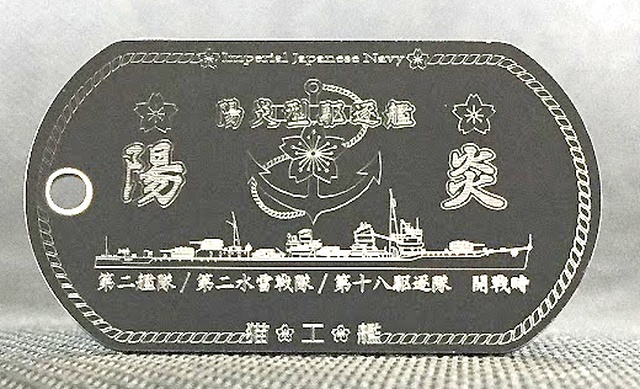 Imperial Japanese Navy
陽炎型駆逐艦
陽炎
第二艦隊/第二水雷戦隊/第十八駆逐隊 開戦時
工 艦